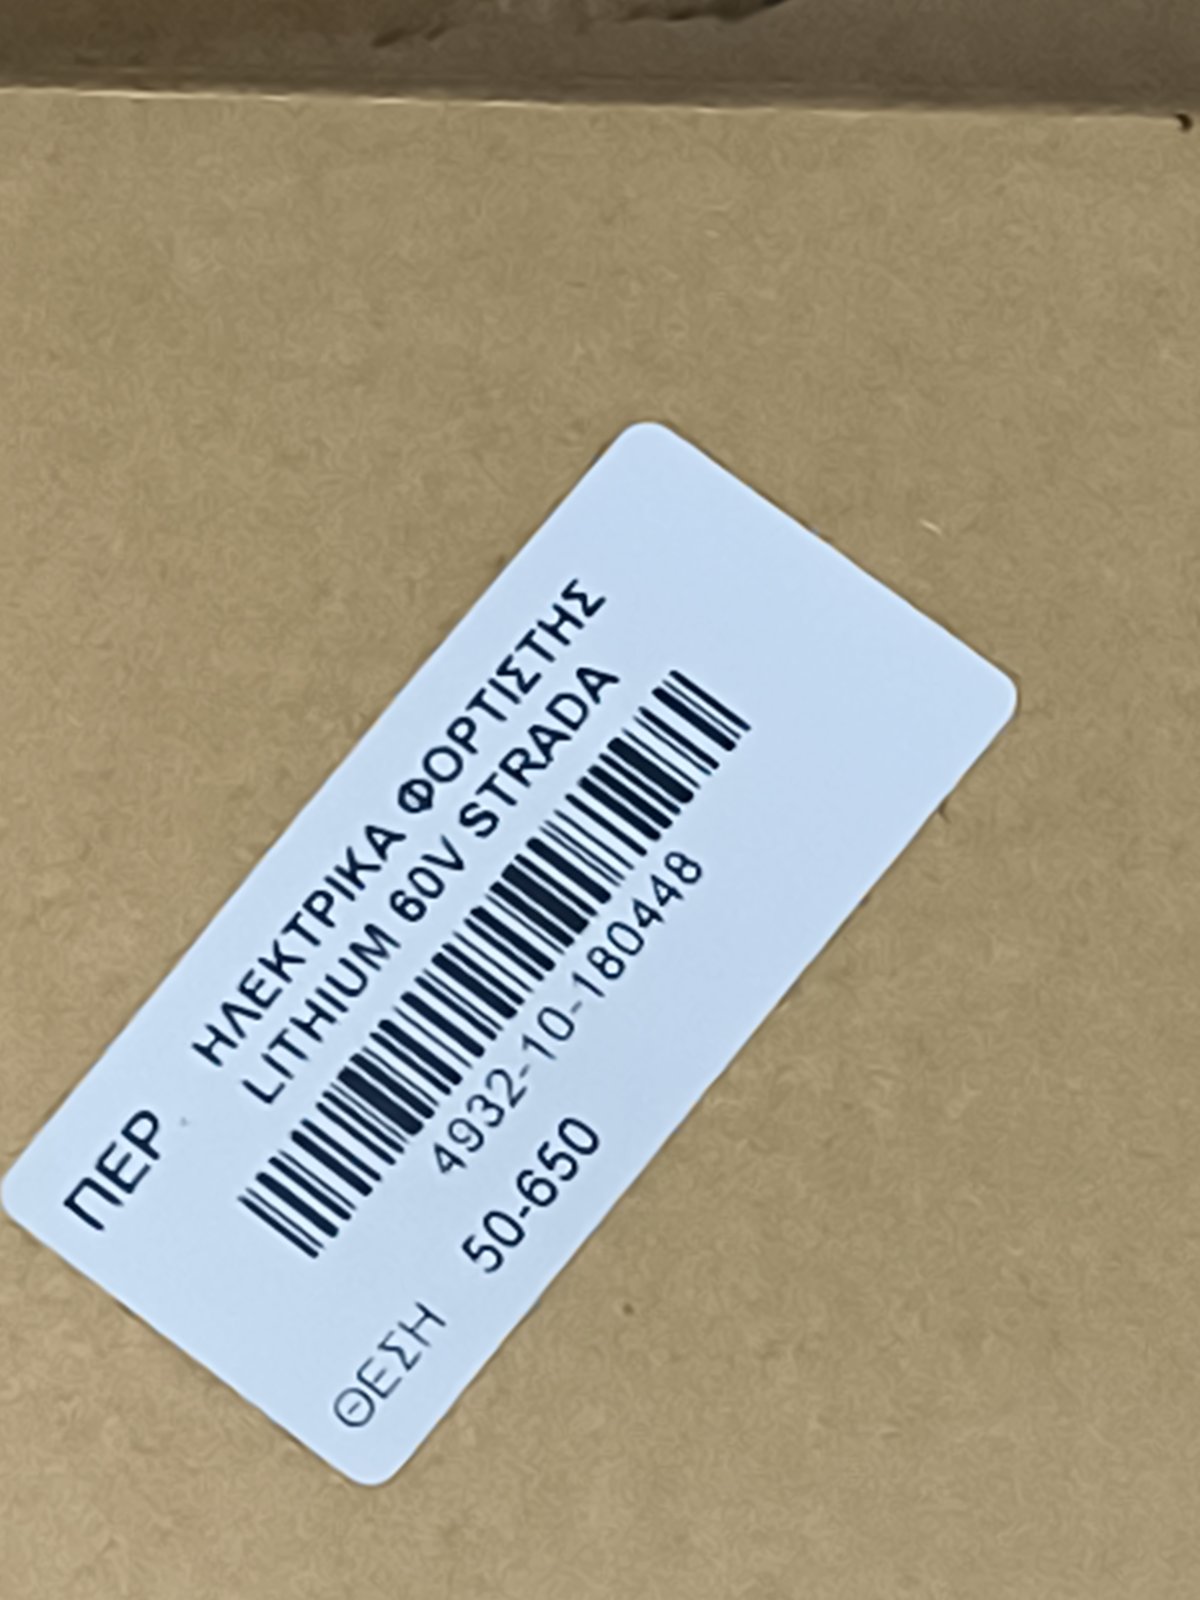 ΠΕΡ ΗΛΕΚΤΡΙΚΑ ΦΟΡΤΙΣΤΗΣ
LITHIUM 60V STRADA
4932-10-180448
ΘΕΣΗ 50-650